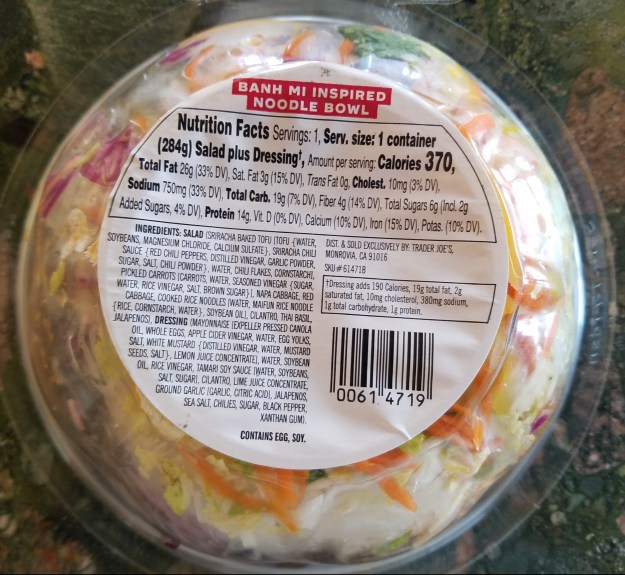 BANH MI INSPIRED
NOODLE BOWL
Nutrition Facts Servings: 1, Serv. size: 1 container
(284g) Salad plus Dressing†, Amount per serving: Calories 370,
Total Fat 26g (33% DV), Sat. Fat 3g (15% DV), Trans Fat 0g, Cholest. 10mg (3% DV),
Sodium 750mg (33% DV), Total Carb. 19g (7% DV), Fiber 4g (14% DV), Total Sugars 6g (Incl. 2g
Added Sugars, 4% DV), Protein 14g, Vit. D (0% DV), Calcium (10% DV), Iron (15% DV), Potas. (10% DV).
INGREDIENTS: SALAD (SRIRACHA BAKED TOFU (TOFU {WATER,
SOYBEANS, MAGNESIUM CHLORIDE, CALCIUM SULFATE}, SRIRACHA CHILI
SAUCE {RED CHILI PEPPERS, DISTILLED VINEGAR, GARLIC POWDER,
SUGAR, SALT, CHILI POWDER}, WATER, CHILI FLAKES, CORNSTARCH),
PICKLED CARROTS (CARROTS, WATER, SEASONED VINEGAR {SUGAR,
WATER, RICE VINEGAR, SALT, BROWN SUGAR}), NAPA CABBAGE, RED
CABBAGE, COOKED RICE NOODLES (WATER, MAIFUN RICE NOODLE
{RICE, CORNSTARCH, WATER}, SOYBEAN OIL), CILANTRO, THAI BASIL,
JALAPENOS), DRESSING (MAYONNAISE (EXPELLER PRESSED CANOLA
OIL, WHOLE EGGS, APPLE CIDER VINEGAR, WATER, EGG YOLKS,
SALT, WHITE MUSTARD {DISTILLED VINEGAR, WATER, MUSTARD
SEEDS, SALT}, LEMON JUICE CONCENTRATE), WATER, SOYBEAN
OIL, RICE VINEGAR, TAMARI SOY SAUCE (WATER, SOYBEANS,
SALT, SUGAR), CILANTRO, LIME JUICE CONCENTRATE,
GROUND GARLIC (GARLIC, CITRIC ACID), JALAPENOS,
SEA SALT, CHILIES, SUGAR, BLACK PEPPER,
XANTHAN GUM).
CONTAINS EGG, SOY.
DIST. & SOLD EXCLUSIVELY BY: TRADER JOE'S,
MONROVIA, CA 91016
SKU# 61471B
†Dressing adds 190 Calories, 19g total fat, 2g
saturated fat, 10mg cholesterol, 380mg sodium,
1g total carbohydrate, 1g protein.
0061 4719